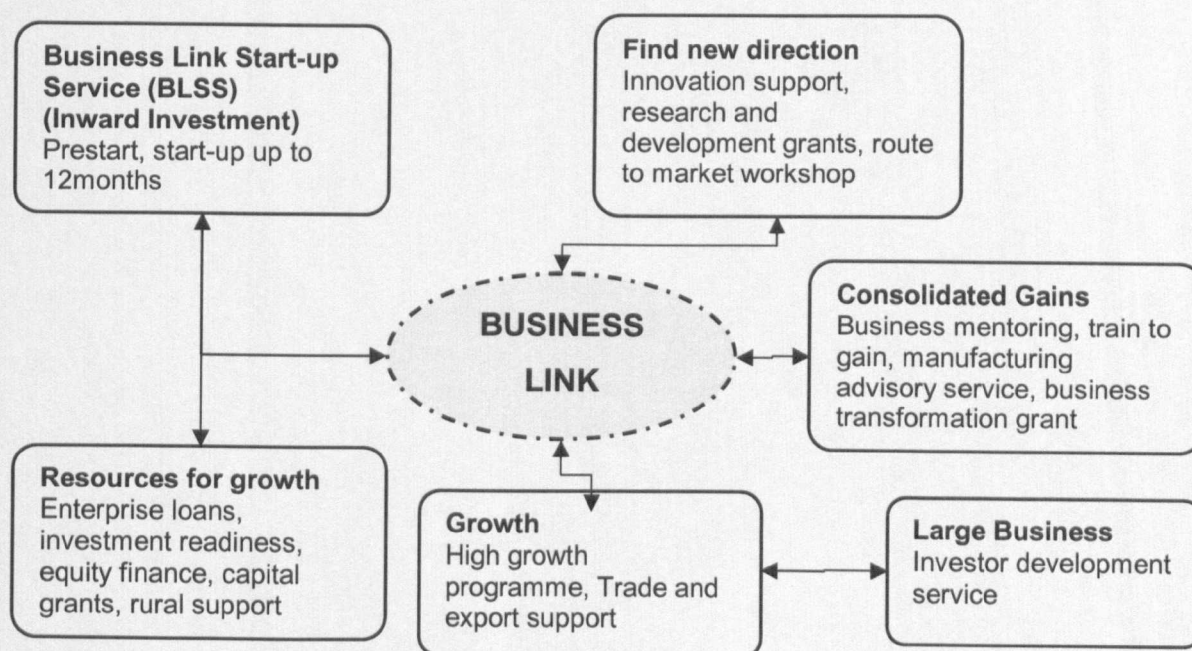 Business Link Start-up
Service (BLSS)
(Inward Investment)
Prestart, start-up up to
12months
Find new direction
Innovation support,
research and
development grants, route
to market workshop
BUSINESS
LINK
Consolidated Gains
Business mentoring, train to
gain, manufacturing
advisory service, business
transformation grant
Resources for growth
Enterprise loans,
investment readiness,
equity finance, capital
grants, rural support
Growth
High growth
programme, Trade and
export support
Large Business
Investor development
service